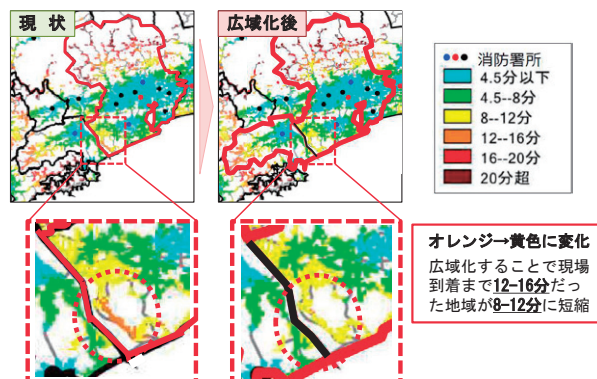 現 状
広域化後
消防署所
4.5分以下
4.5--8分
8--12分
12--16分
16--20分
20分超
オレンジ→黄色に変化
広域化することで現場
到着まで12-16分だっ
た地域が8-12分に短縮